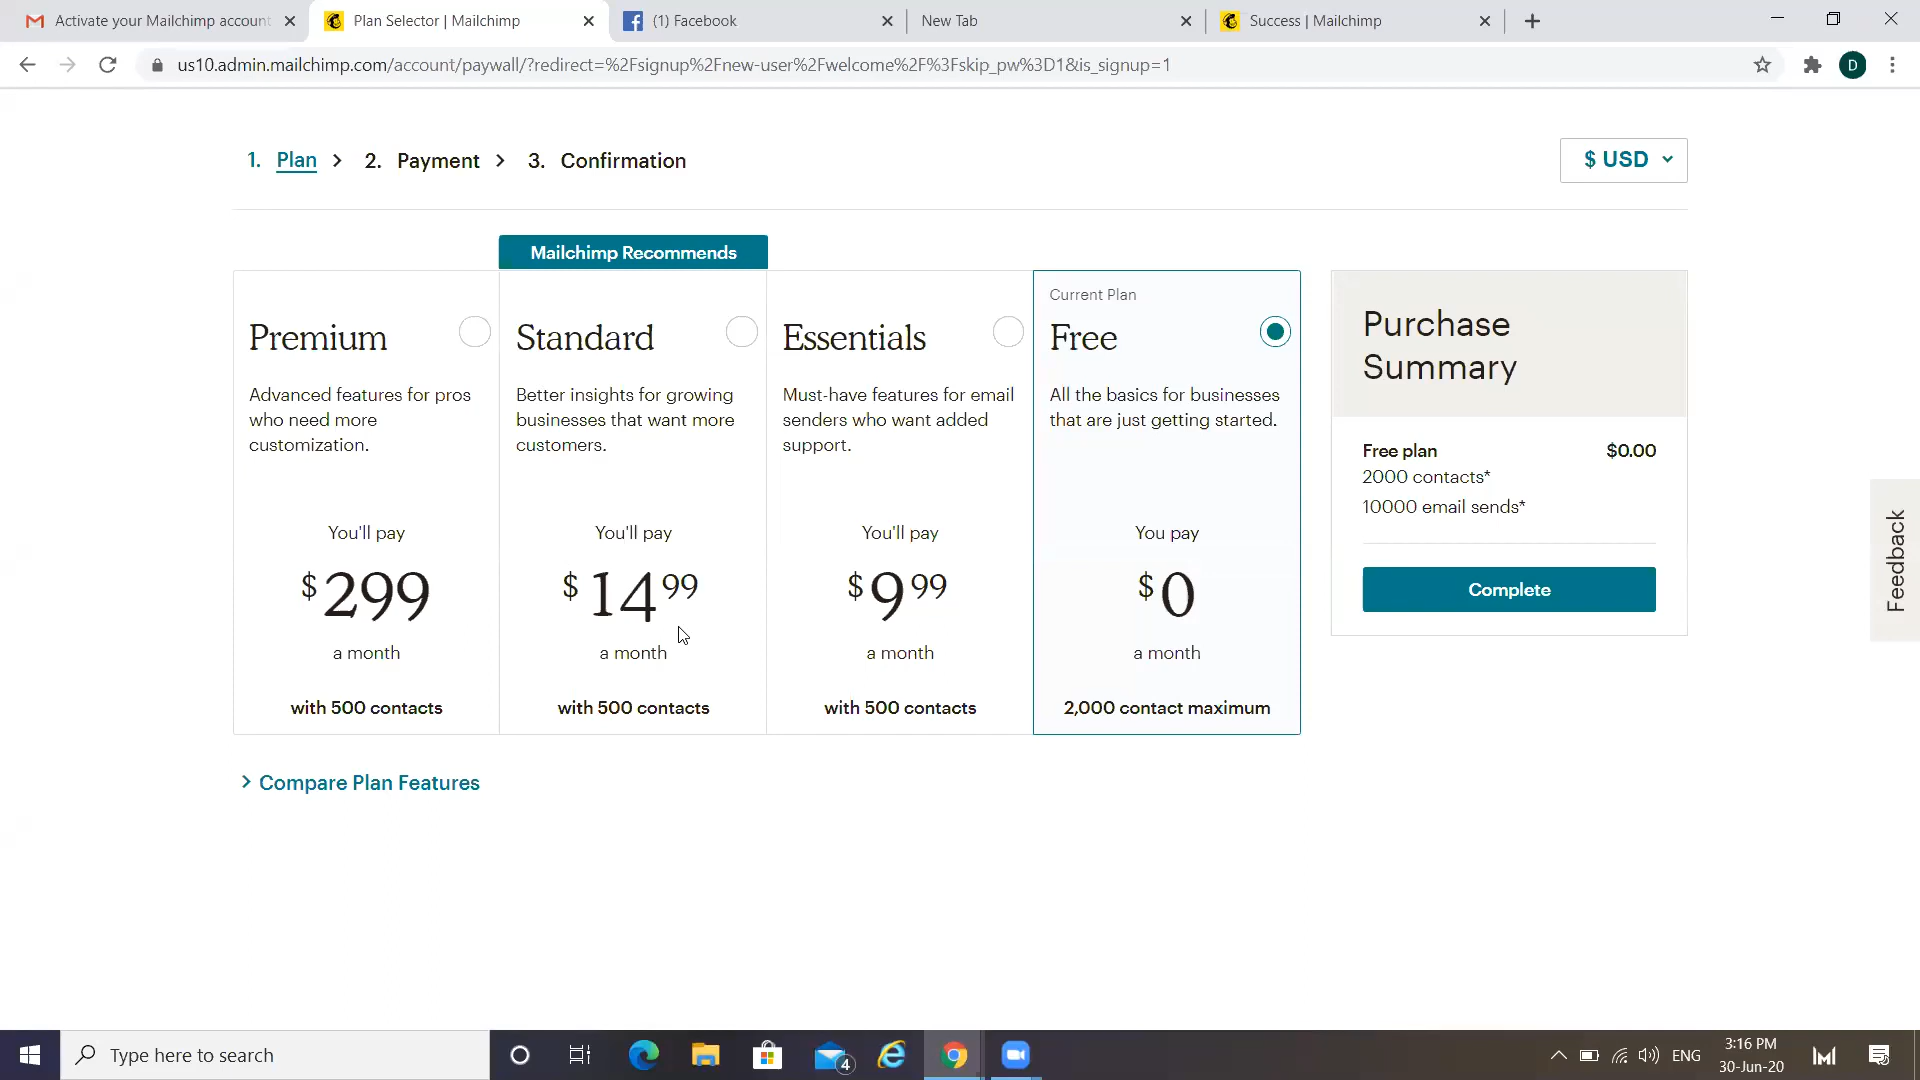 Activate your Mailchimp account
Plan Selector | Mailchimp
(1) Facebook
New Tab
Success | Mailchimp
us10.admin.mailchimp.com/account/paywall/?redirect=%2Fsignup%2Fnew-user%2Fwelcome%2F%3Fskip_pw%3D1&is_signup=1
D
1. Plan > 2. Payment > 3. Confirmation
$ USD
Mailchimp Recommends
Premium
Advanced features for pros
who need more
customization.
You'll pay
$299
a month
with 500 contacts
Standard
Better insights for growing
businesses that want more
customers.
You'll pay
$14.99
a month
with 500 contacts
Essentials
Must-have features for email
senders who want added
support.
You'll pay
$9.99
a month
with 500 contacts
Current Plan
Free
All the basics for businesses
that are just getting started.
You pay
$0
a month
2,000 contact maximum
Purchase
Summary
Free plan $0.00
2000 contacts*
10000 email sends*
Complete
Feedback
> Compare Plan Features
Type here to search
4
ENG
3:16 PM
30-Jun-20